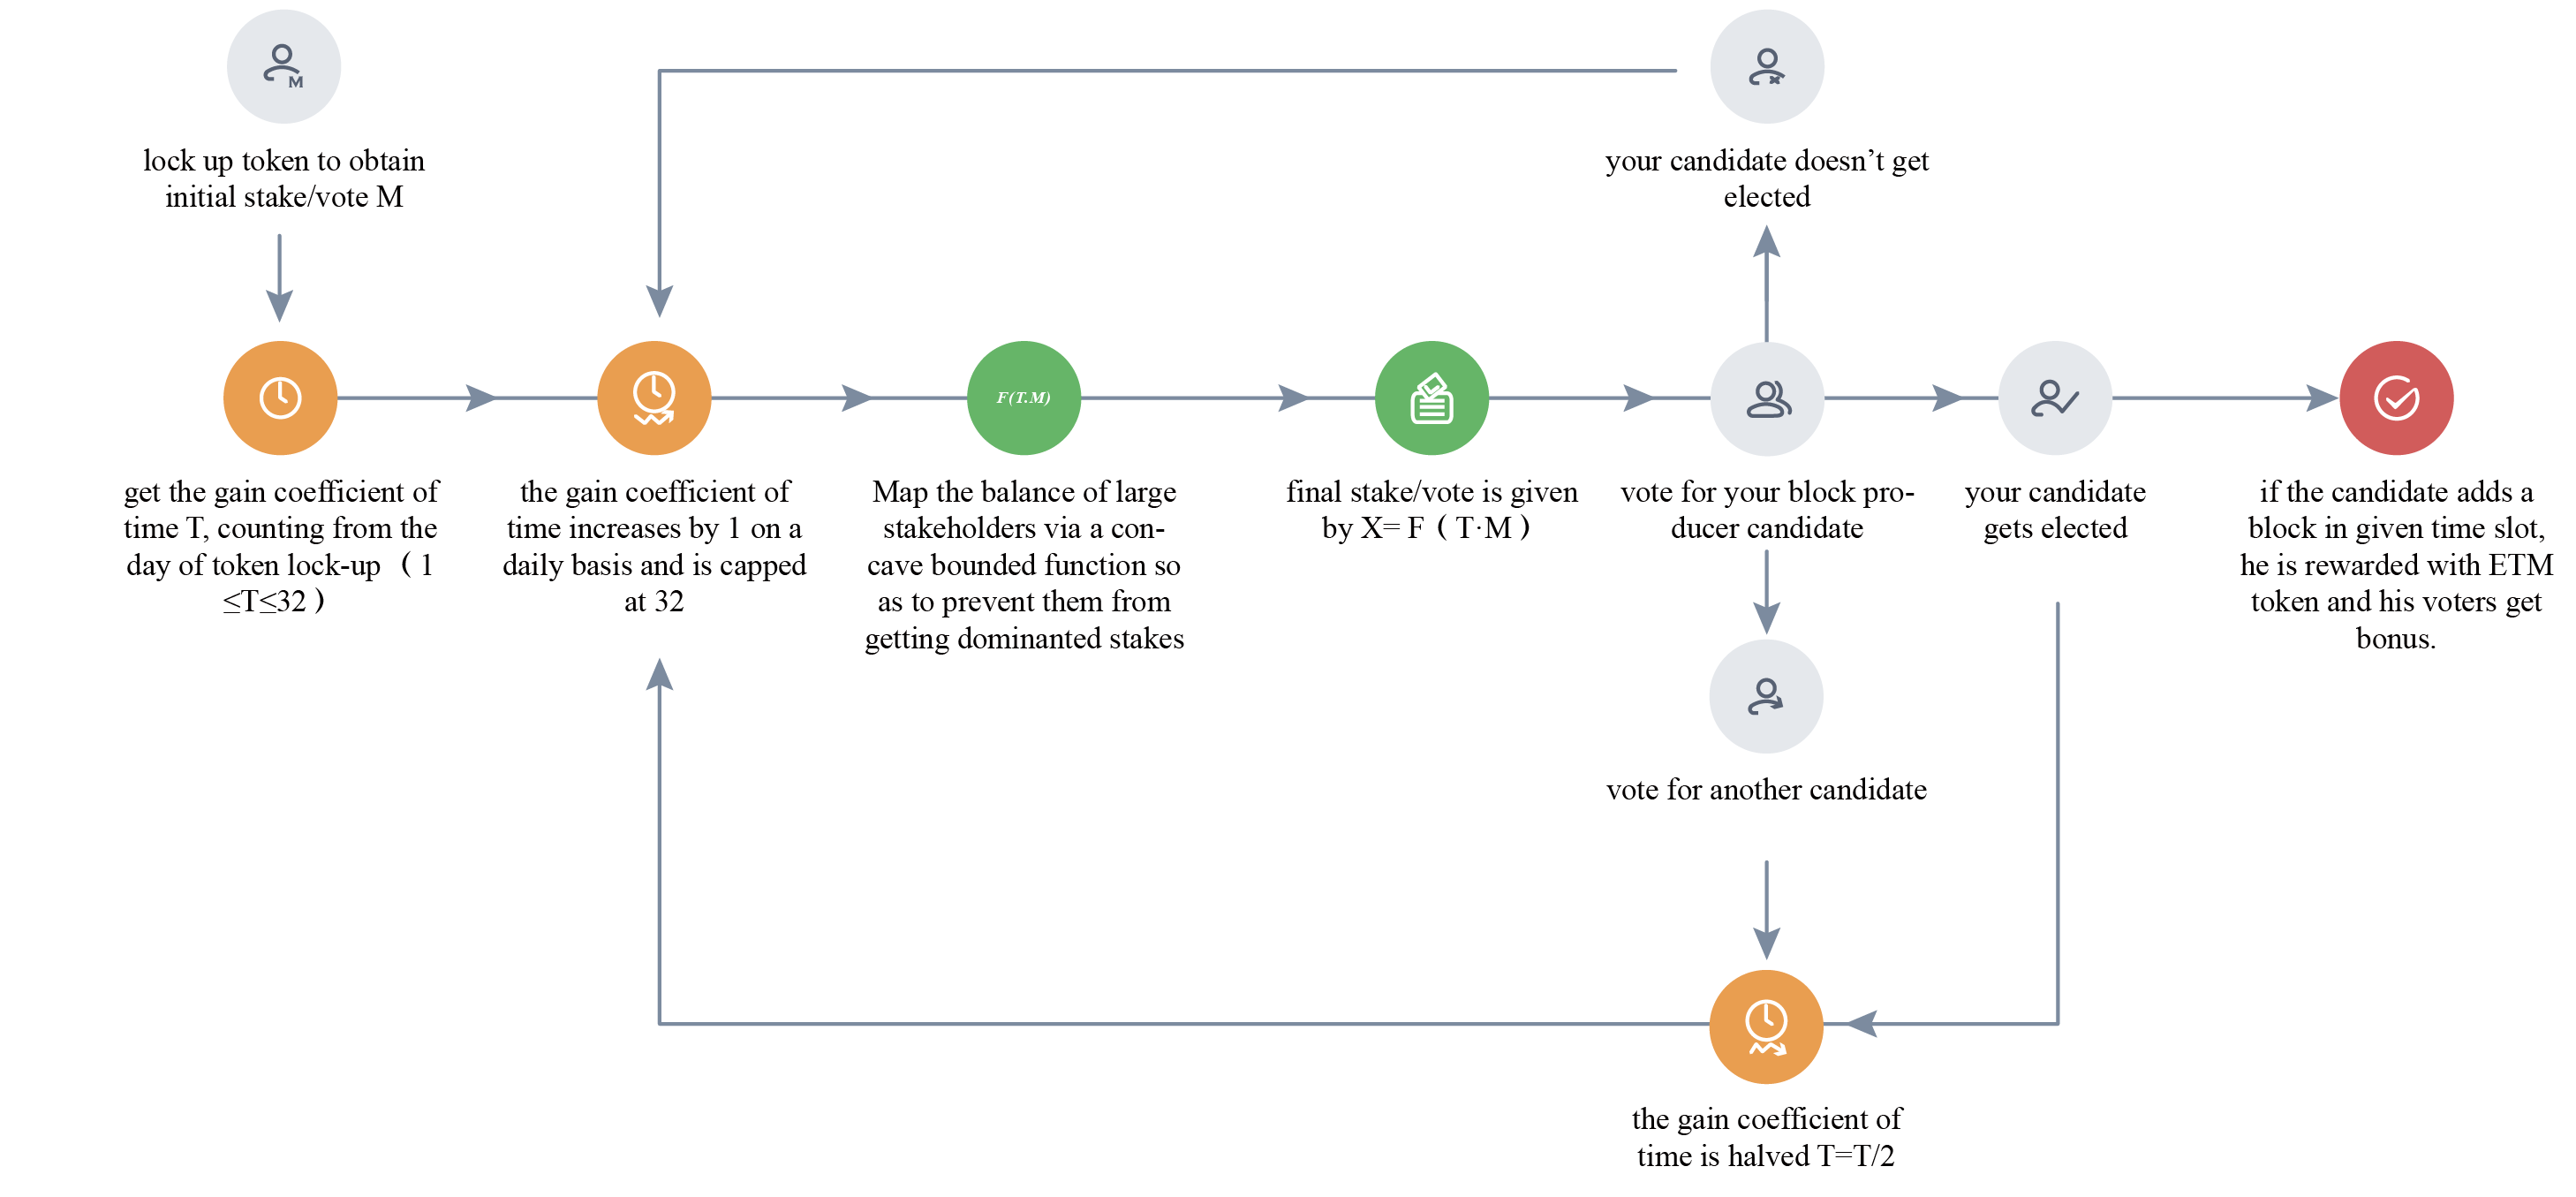 M
lock up token to obtain
initial stake/vote M
your candidate doesn’t get
elected
get the gain coefficient of
time T, counting from the
day of token lock-up （1
≤T≤32）
the gain coefficient of
time increases by 1 on a
daily basis and is capped
at 32
F(T.M)
Map the balance of large
stakeholders via a con-
cave bounded function so
as to prevent them from
getting dominanted stakes
final stake/vote is given
by X= F（T·M）
vote for your block pro-
ducer candidate
your candidate
gets elected
if the candidate adds a
block in given time slot,
he is rewarded with ETM
token and his voters get
bonus.
vote for another candidate
the gain coefficient of
time is halved T=T/2